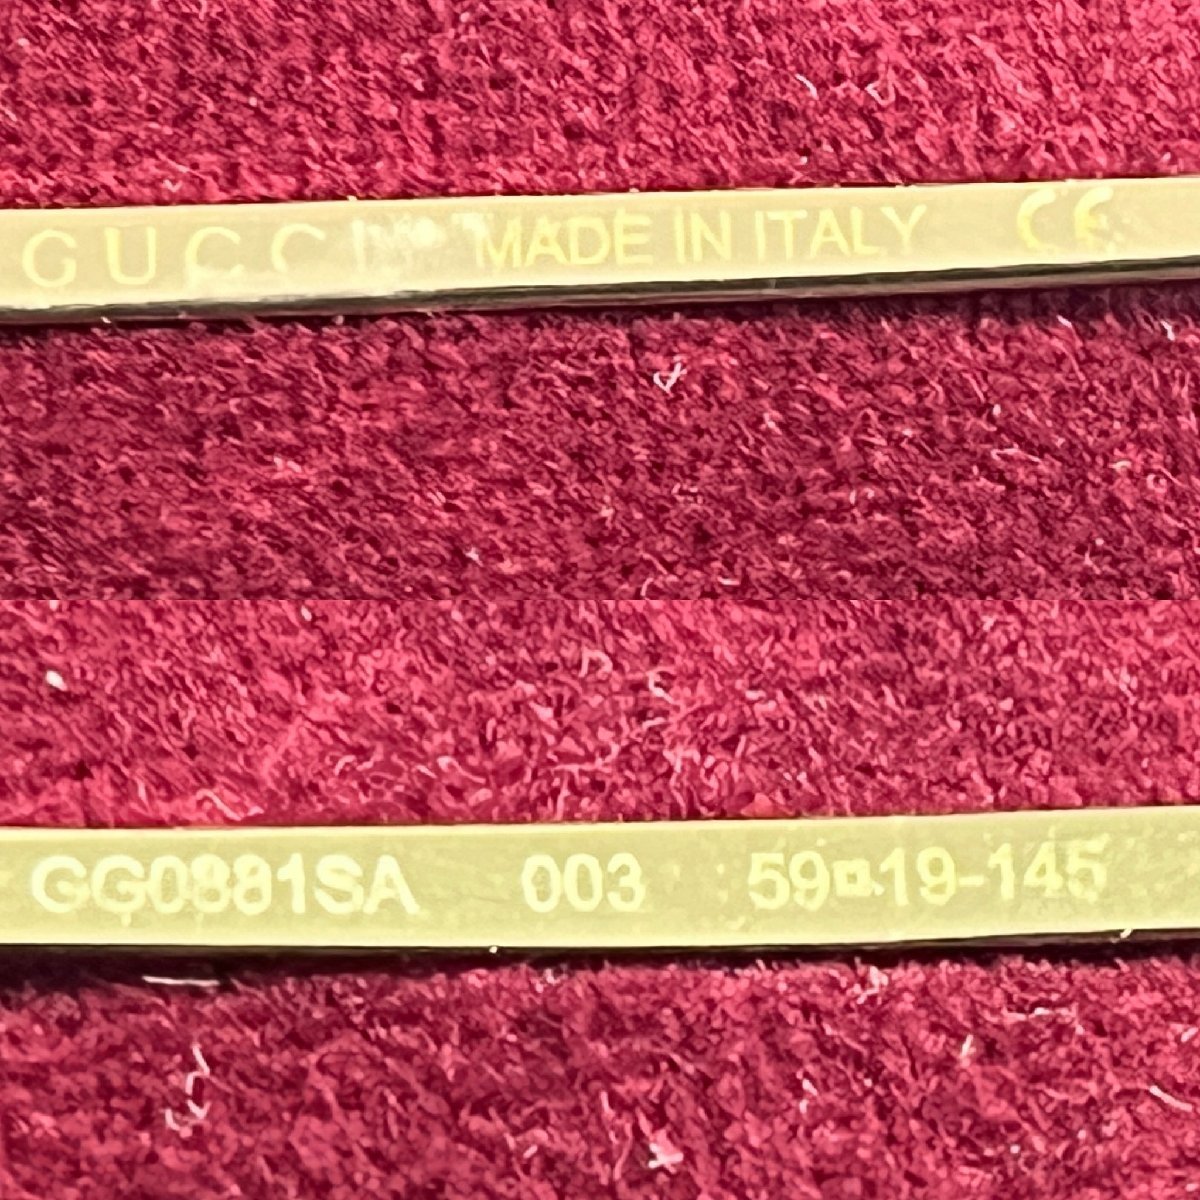 GUCCI MADE IN ITALY CE
GG0881SA 003 59□19-145